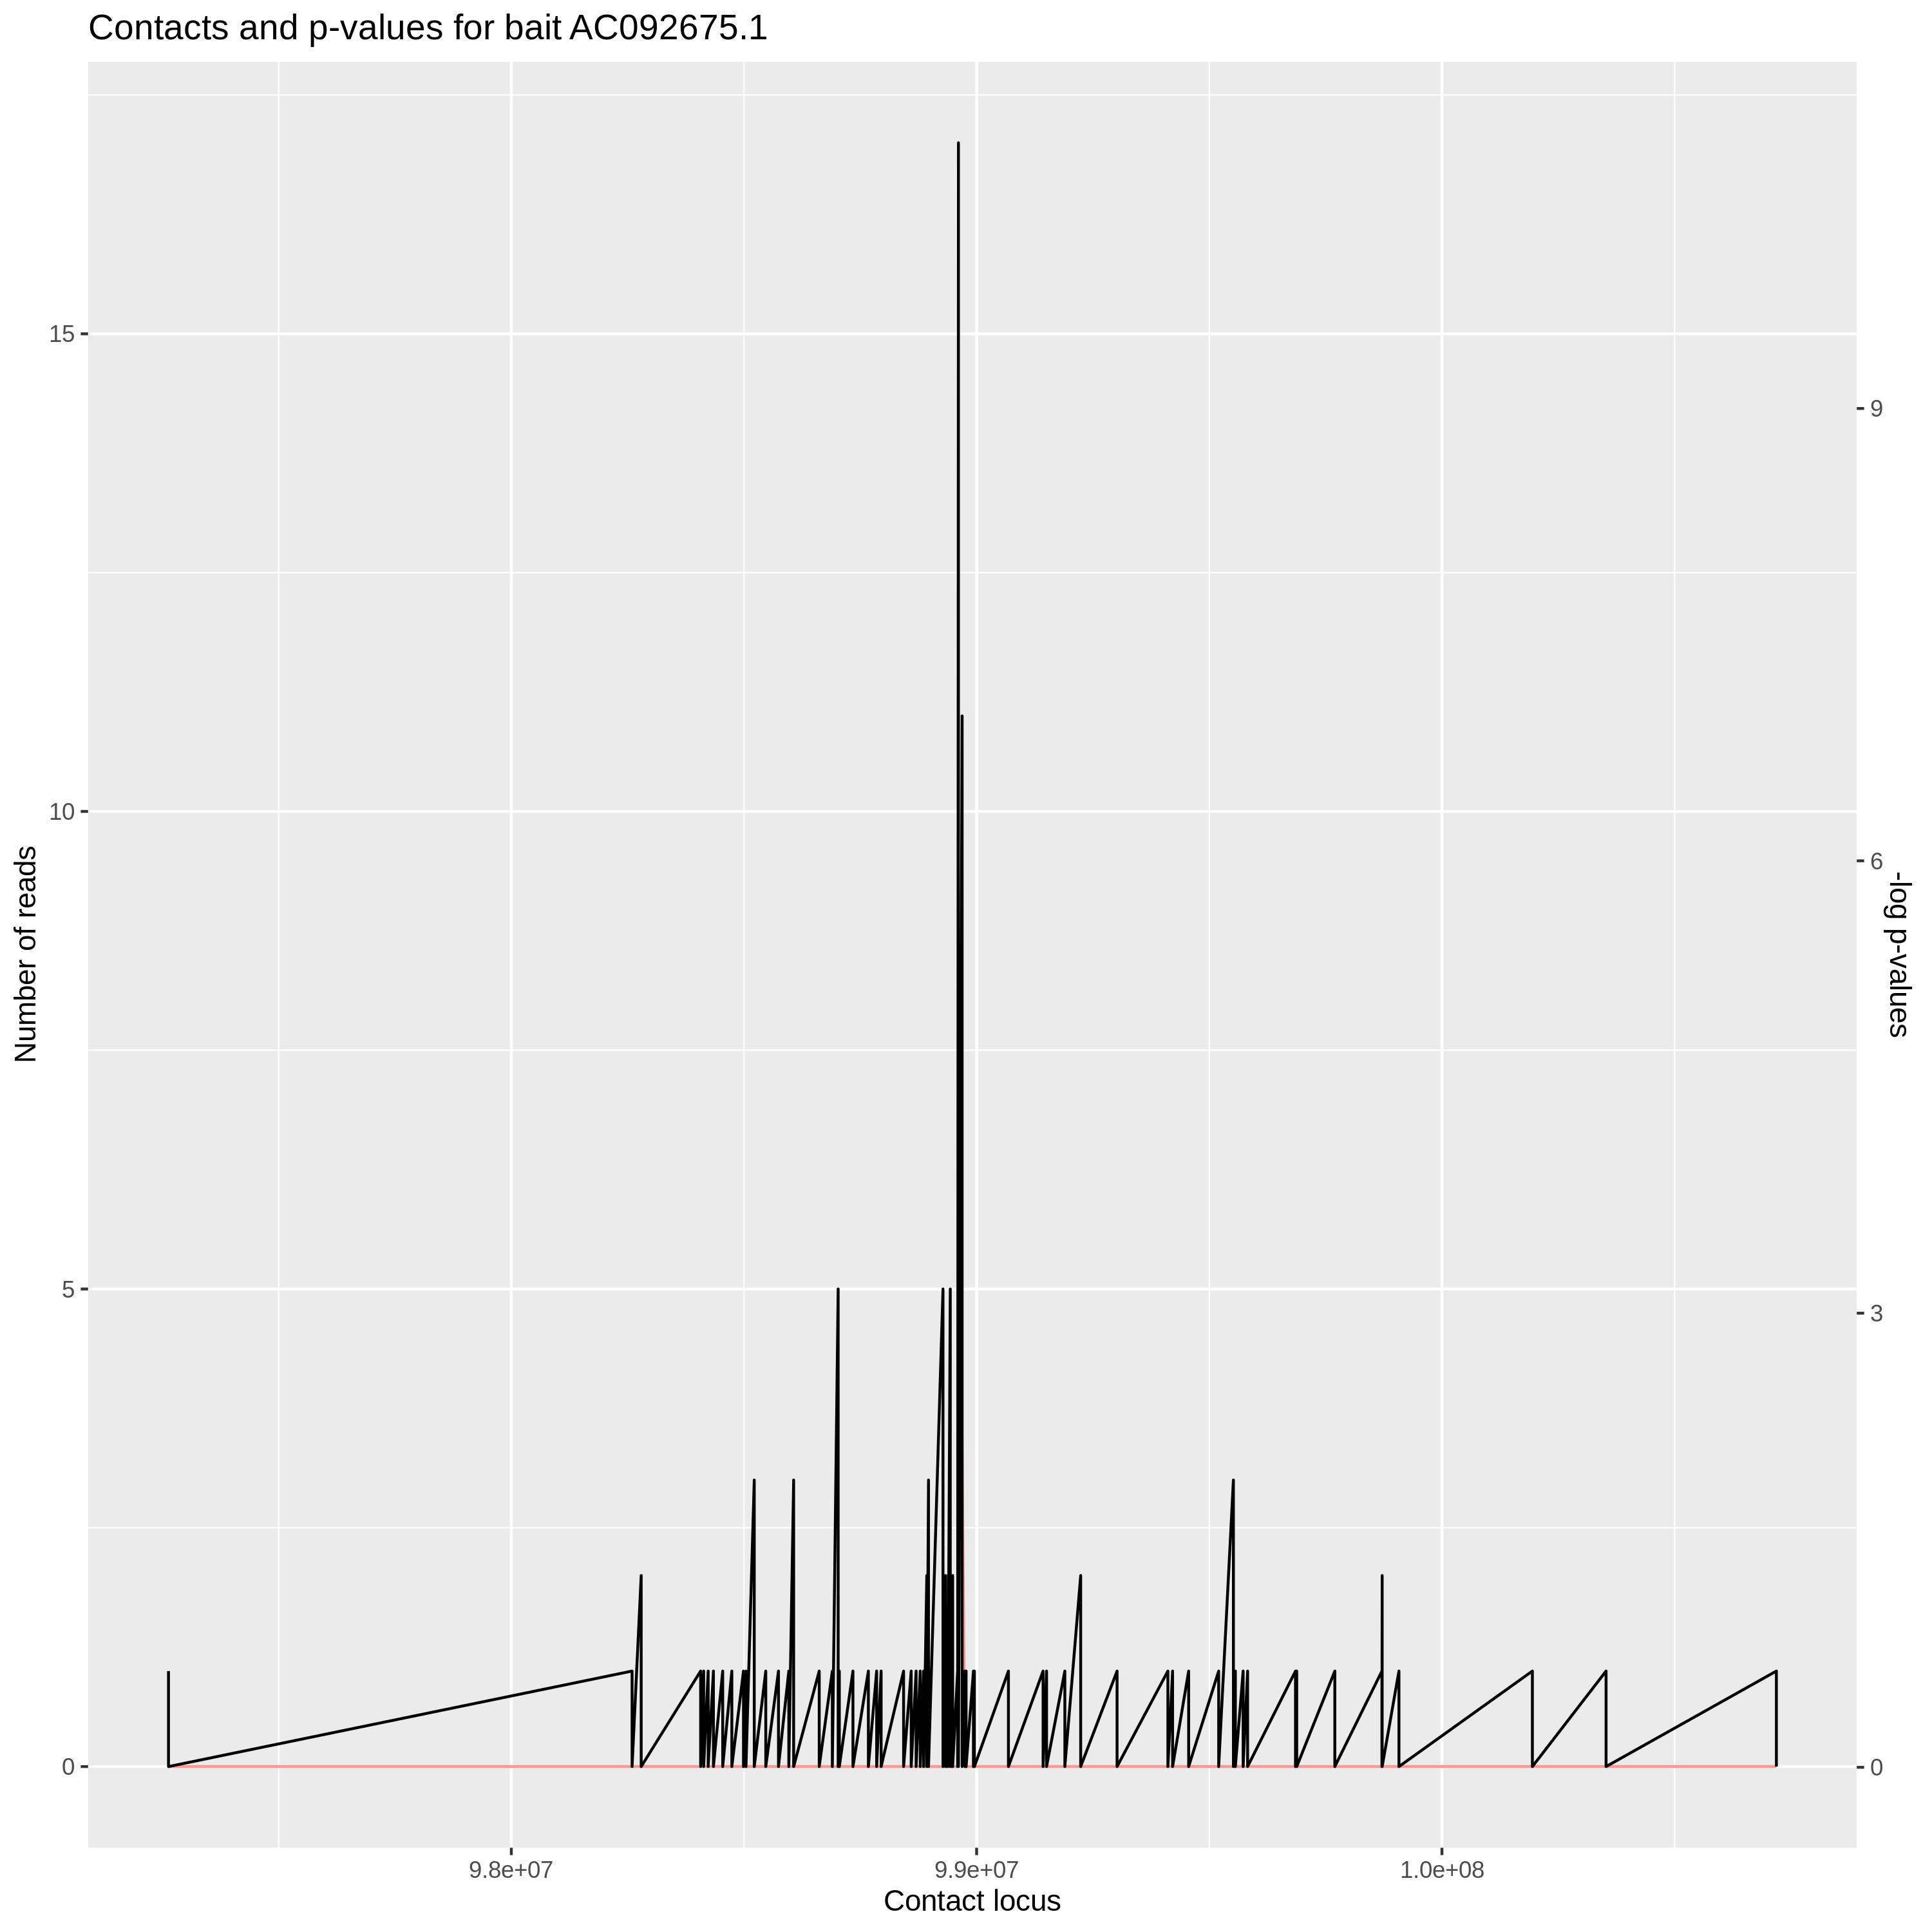 Contacts and p-values for bait AC092675.1
15
10
5
0
9
6
3
0
Number of reads
-log p-values
9.8e+07
9.9e+07
1.0e+08
Contact locus